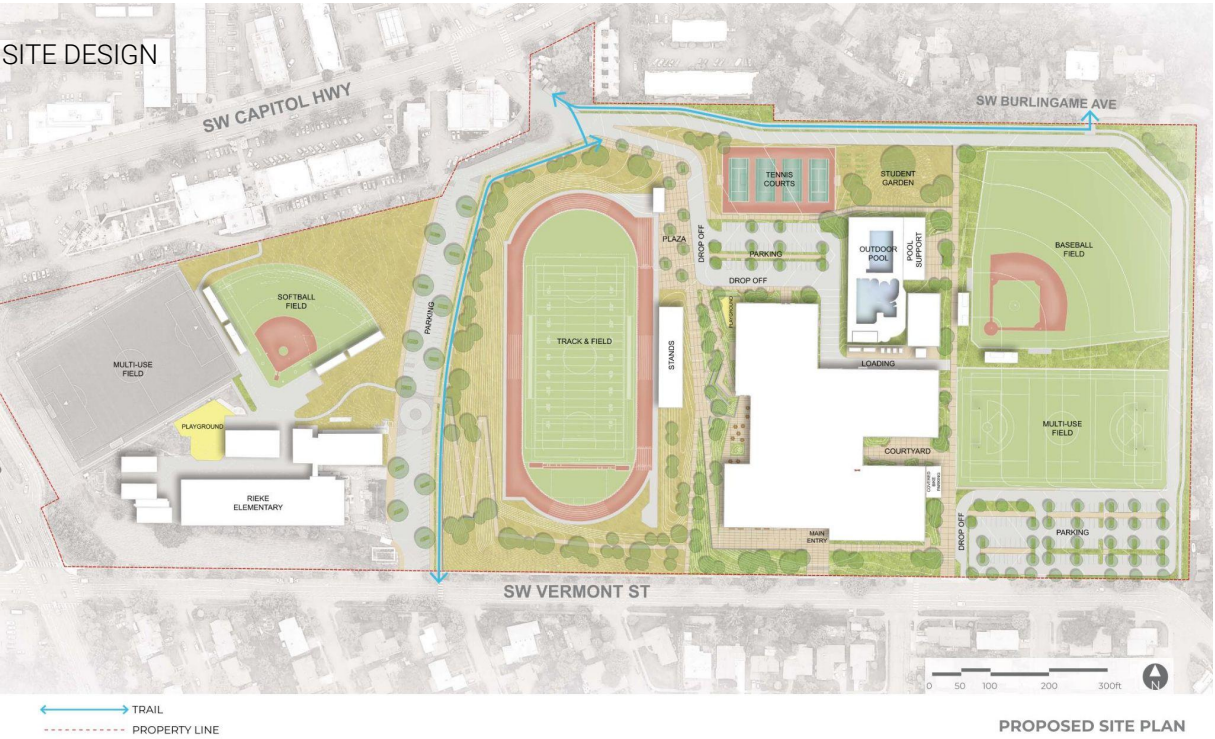 SITE DESIGN
SW CAPITOL HWY
SW BURLINGAME AVE
TENNIS
COURTS
STUDENT
GARDEN
PLAZA
DROP OFF
PARKING
DROP OFF
OUTDOOR
POOL
POOL
SUPPORT
BASEBALL
FIELD
SOFTBALL
FIELD
PARKING
PLAYGROUND
TRACK & FIELD
STANDS
MULTI-USE
FIELD
LOADING
PLAYGROUND
MULTI-USE
FIELD
COURTYARD
COVERED
BIKE
PARKING
RIEKE
ELEMENTARY
MAIN
ENTRY
DROP OFF
PARKING
SW VERMONT ST
0 50 100 200 300ft
N
TRAIL
PROPERTY LINE
PROPOSED SITE PLAN